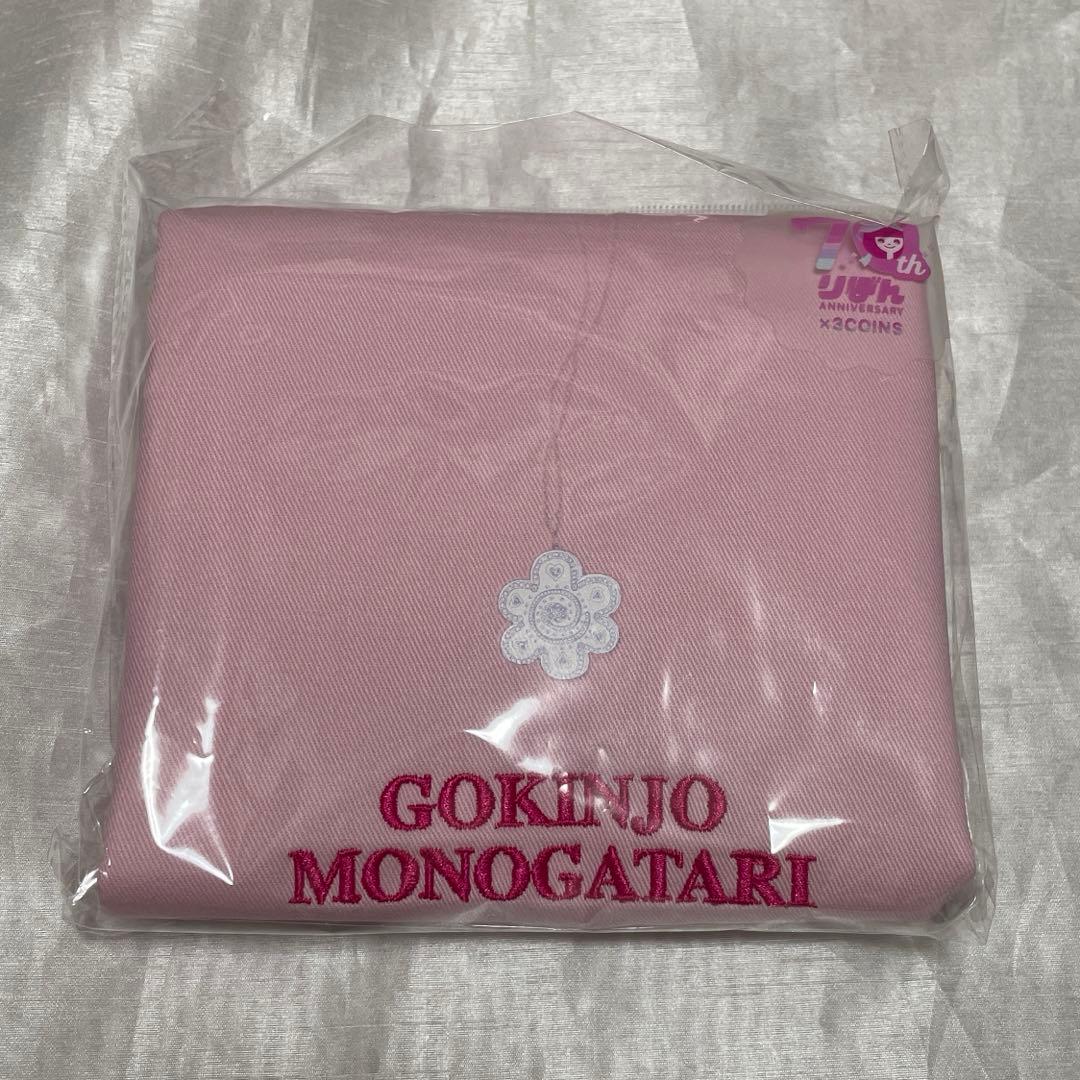 70th
りぼん
ANNIVERSARY
×3COINS
GOKINJO
MONOGATARI